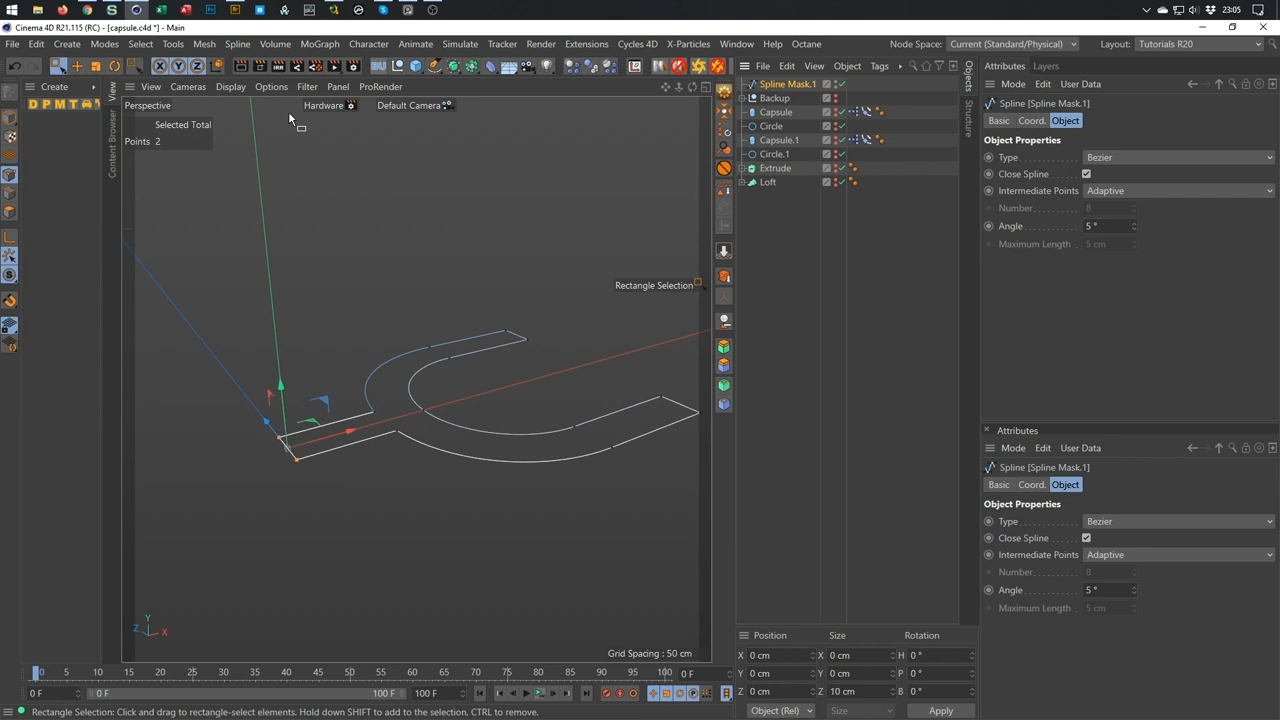 23:05
Cinema 4D R21.115 (RC) - [capsule.c4d *] - Main
File Edit Create Modes Select Tools Mesh Spline Volume MoGraph Character Animate Simulate Tracker Render Extensions Cycles 4D X-Particles Window Help Octane
Node Space: Current (Standard/Physical) Layout: Tutorials R20
X Y Z
Create
D P M T
Content Browser
View
View Cameras Display Options Filter Panel ProRender
Perspective Hardware Default Camera
Selected Total
Points 2
Rectangle Selection
Y
Z X
Grid Spacing : 50 cm
File Edit View Object Tags
Spline Mask.1
Backup
Capsule
Circle
Capsule.1
Circle.1
Extrude
Loft
Objects
Structure
Attributes Layers
Mode Edit User Data
Spline [Spline Mask.1]
Basic Coord. Object
Object Properties
Type Bezier
Close Spline
Intermediate Points Adaptive
Number 8
Angle 5 °
Maximum Length 5 cm
Attributes
Mode Edit User Data
Spline [Spline Mask.1]
Basic Coord. Object
Object Properties
Type Bezier
Close Spline
Intermediate Points Adaptive
Number 8
Angle 5 °
Maximum Length 5 cm
Position Size Rotation
X 0 cm X 0 cm H 0 °
Y 0 cm Y 0 cm P 0 °
Z 0 cm Z 10 cm B 0 °
Object (Rel) Size Apply
0 5 10 15 20 25 30 35 40 45 50 55 60 65 70 75 80 85 90 95 100 0 F
0 F 0 F 100 F 100 F
Rectangle Selection: Click and drag to rectangle-select elements. Hold down SHIFT to add to the selection, CTRL to remove.